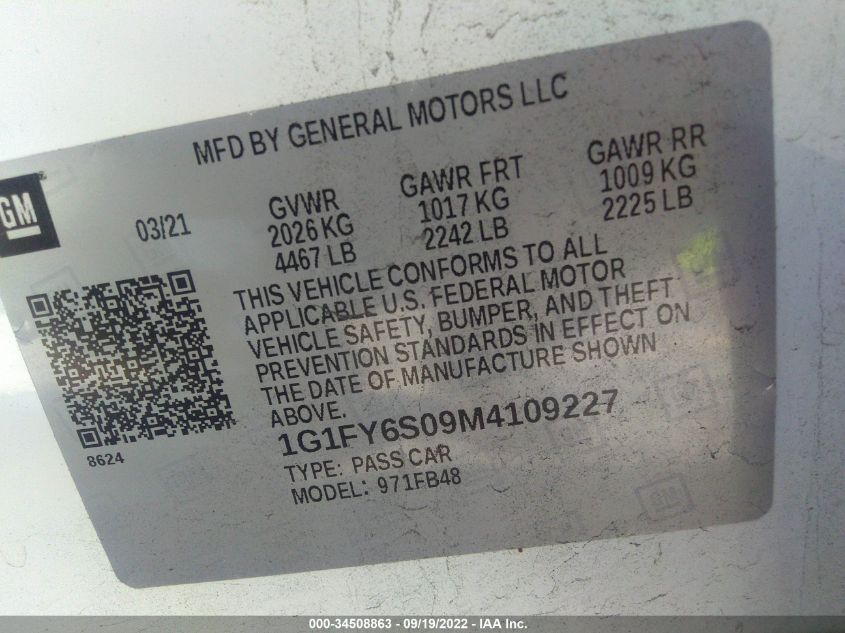 MFD BY GENERAL MOTORS LLC
GM
03/21
GVWR
2026 KG
4467 LB
GAWR FRT
1017 KG
2242 LB
GAWR RR
1009 KG
2225 LB
THIS VEHICLE CONFORMS TO ALL
APPLICABLE U.S. FEDERAL MOTOR
VEHICLE SAFETY, BUMPER, AND THEFT
PREVENTION STANDARDS IN EFFECT ON
THE DATE OF MANUFACTURE SHOWN
ABOVE.
1G1FY6S09M4109227
TYPE: PASS CAR
MODEL: 971FB48
8624
000-34508863 - 09/19/2022 - IAA Inc.